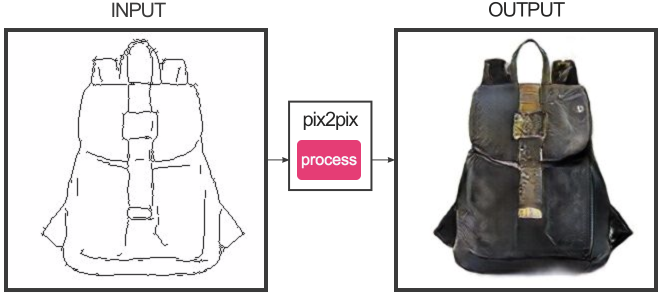 INPUT
OUTPUT
pix2pix
process